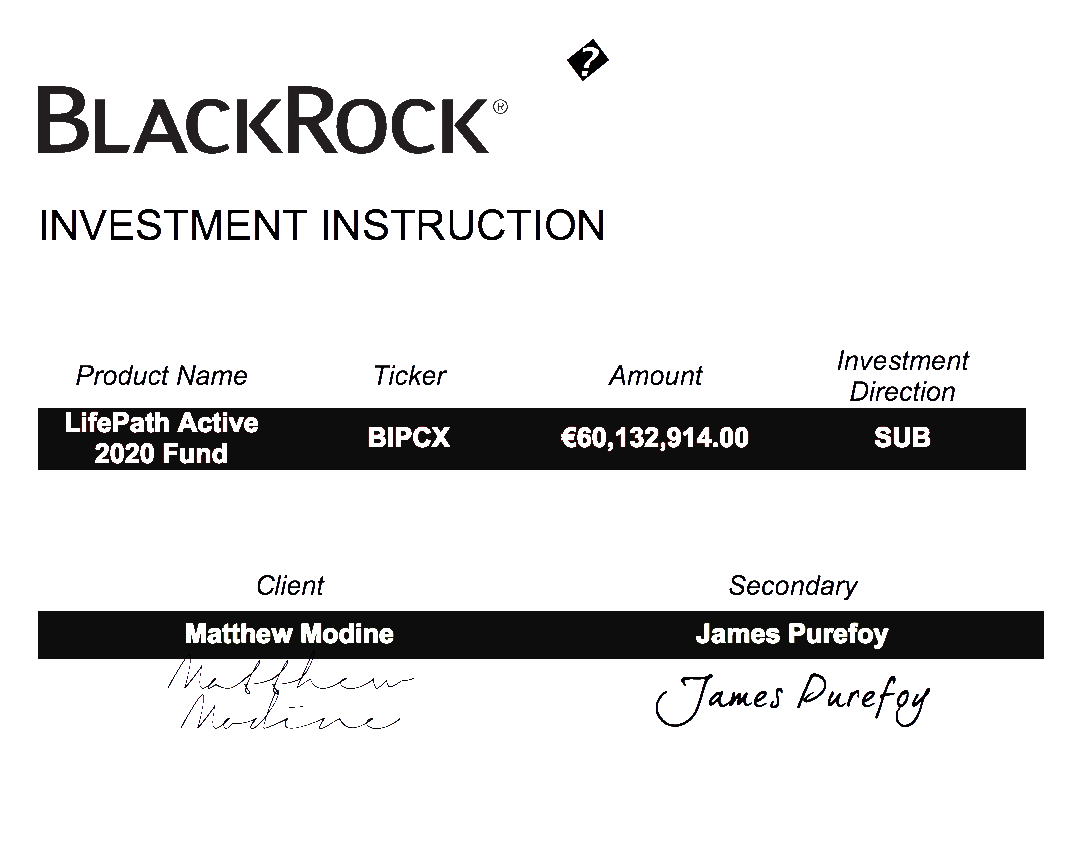 BLACKROCK®
INVESTMENT INSTRUCTION
Product Name Ticker Amount Investment Direction
LifePath Active 2020 Fund BIPCX €60,132,914.00 SUB
Client Secondary
Matthew Modine James Purefoy
Matthew Modine James Purefoy